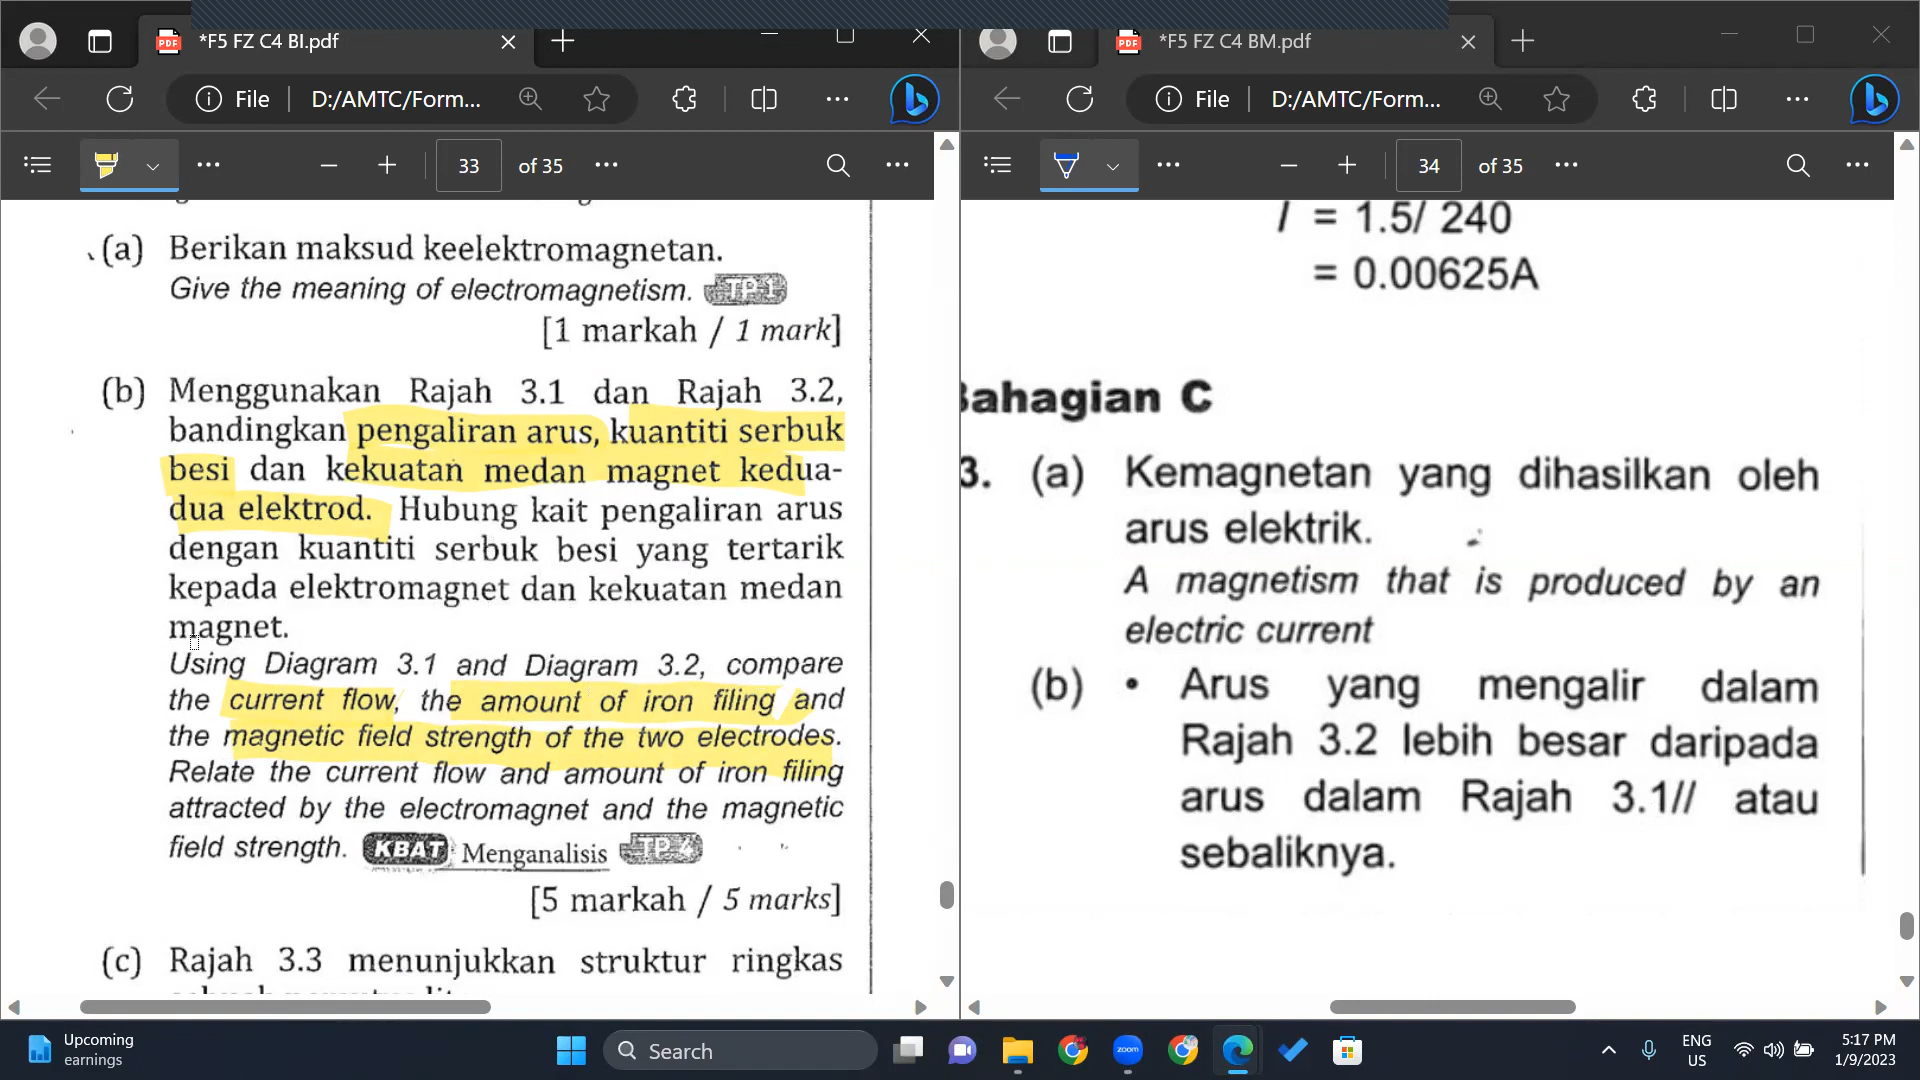 *F5 FZ C4 BI.pdf
File
D:/AMTC/Form...
33 of 35
(a) Berikan maksud keelektromagnetan.
Give the meaning of electromagnetism. TP 1
[1 markah / 1 mark]
(b) Menggunakan Rajah 3.1 dan Rajah 3.2,
bandingkan pengaliran arus, kuantiti serbuk
besi dan kekuatan medan magnet kedua-
dua elektrod. Hubung kait pengaliran arus
dengan kuantiti serbuk besi yang tertarik
kepada elektromagnet dan kekuatan medan
magnet.
Using Diagram 3.1 and Diagram 3.2, compare
the current flow, the amount of iron filing and
the magnetic field strength of the two electrodes.
Relate the current flow and amount of iron filing
attracted by the electromagnet and the magnetic
field strength. KBAT Menganalisis TP 4
[5 markah / 5 marks]
(c) Rajah 3.3 menunjukkan struktur ringkas
*F5 FZ C4 BM.pdf
File
D:/AMTC/Form...
34 of 35
I = 1.5/ 240
= 0.00625A
Bahagian C
3. (a) Kemagnetan yang dihasilkan oleh
arus elektrik.
A magnetism that is produced by an
electric current
(b) • Arus yang mengalir dalam
Rajah 3.2 lebih besar daripada
arus dalam Rajah 3.1// atau
sebaliknya.
Upcoming
earnings
Search
zoom
ENG
US
5:17 PM
1/9/2023